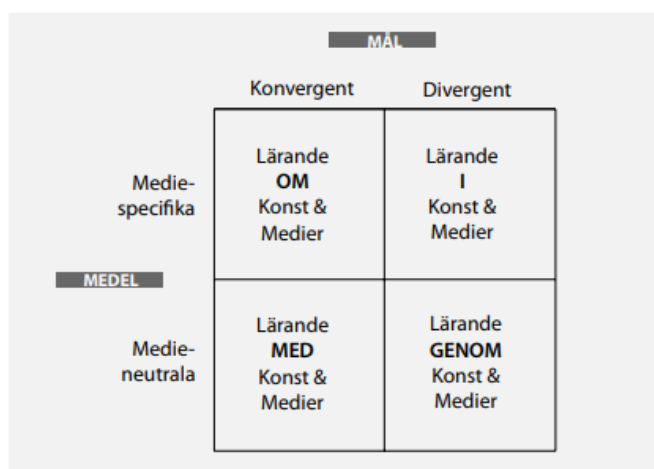 MÅL
Konvergent Divergent
Medie-
specifika
Lärande
OM
Konst &
Medier
Lärande
I
Konst &
Medier
MEDEL
Medie-
neutrala
Lärande
MED
Konst &
Medier
Lärande
GENOM
Konst &
Medier